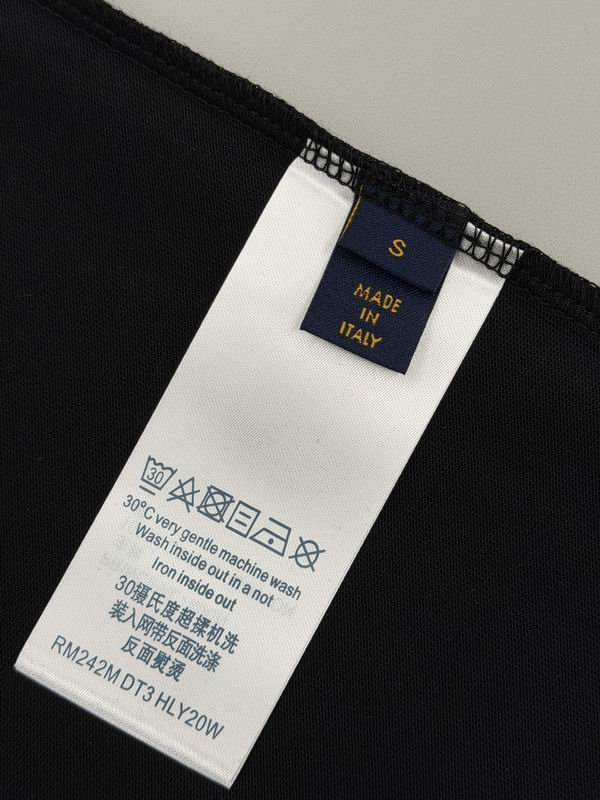 S
MADE
IN
ITALY
30
30°C very gentle machine wash
Wash inside out in a not
Iron inside out
30摄氏度超揉机洗
装入网带反面洗涤
反面熨烫
RM242M DT3 HLY20W